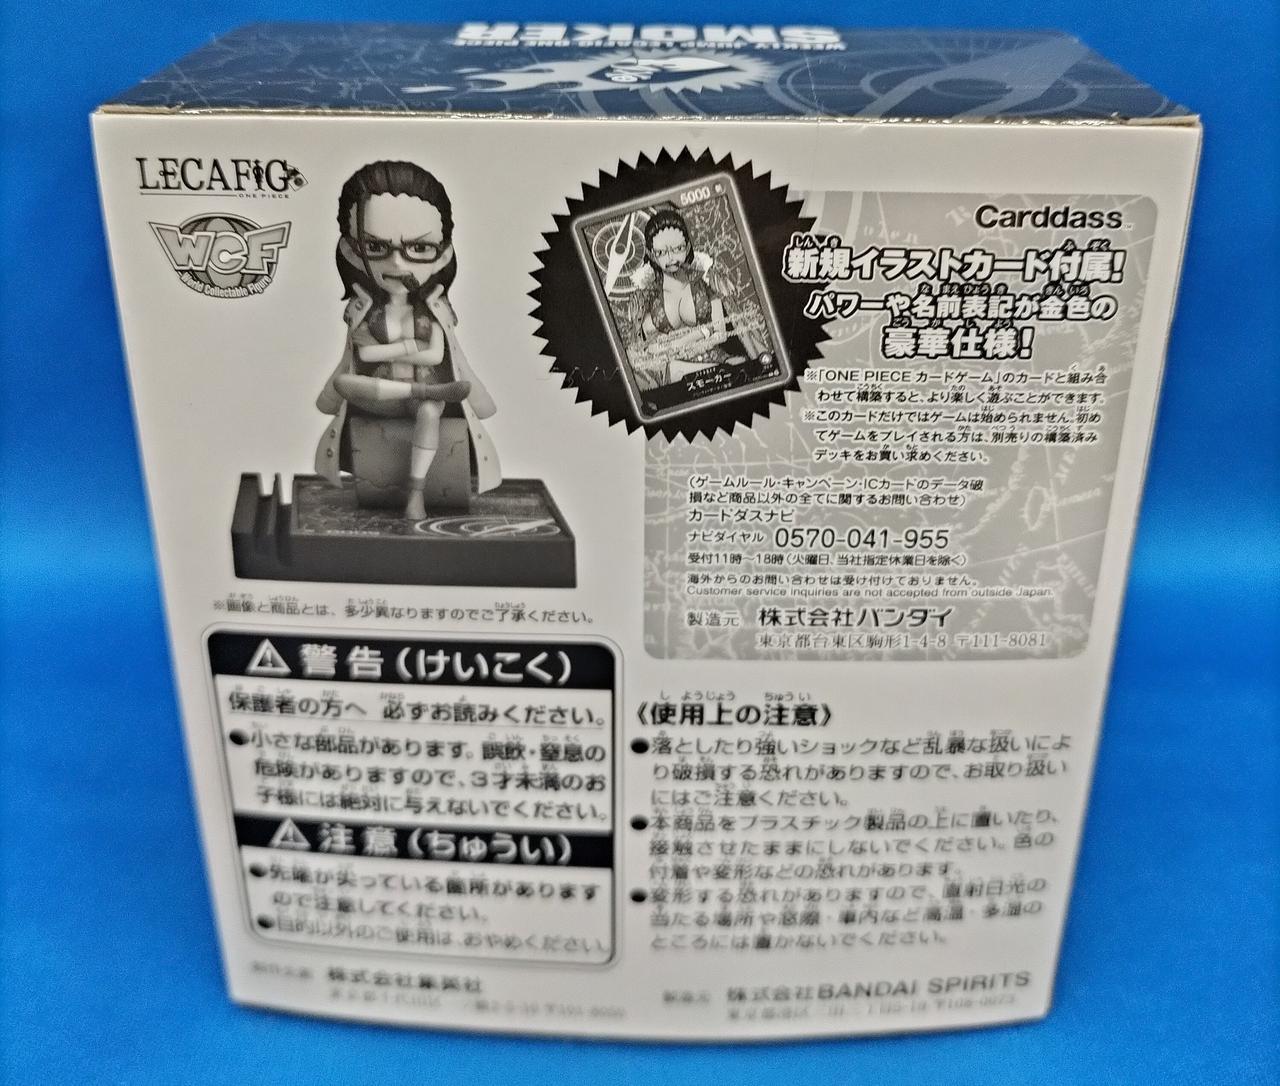 SMOKER
WEEKLY JUMP LECAFIG ONE PIECE
LECAFIG
ONE PIECE
WCF
World Collectable Figure
5000
スモーカー
Carddass
新規イラストカード付属!
パワーや名前表記が金色の
豪華仕様!
※「ONE PIECE カードゲーム」のカードと組み合
わせて構築すると、より楽しく遊ぶことができます。
※このカードだけではゲームは始められません。初め
てゲームをプレイされる方は、別売りの構築済み
デッキをお買い求めください。
(ゲームルール・キャンペーン・ICカードのデータ破
損など商品以外の全てに関するお問い合わせ)
カードダスナビ
ナビダイヤル 0570-041-955
受付11時~18時(火曜日、当社指定休業日を除く)
海外からのお問い合わせは受け付けておりません。
Customer service inquiries are not accepted from outside Japan.
製造元 株式会社バンダイ
東京都台東区駒形1-4-8 〒111-8081
※画像と商品とは、多少異なりますのでご了承ください。
警告(けいこく)
保護者の方へ 必ずお読みください。
●小さな部品があります。誤飲・窒息の
危険がありますので、3才未満のお
子様には絶対に与えないでください。
注意(ちゅうい)
●先端が尖っている箇所があります
ので注意してください。
●目的以外のご使用は、おやめください。
株式会社集英社
《使用上の注意》
●落としたり強いショックなど乱暴な扱いによ
り破損する恐れがありますので、お取り扱い
にはご注意ください。
●本商品をプラスチック製品の上に置いたり、
接触させたままにしないでください。色の
付着や変形などの恐れがあります。
●変形する恐れがありますので、直射日光の
当たる場所や窓際・車内など高温・多湿の
ところには置かないでください。
製造元 株式会社BANDAI SPIRITS